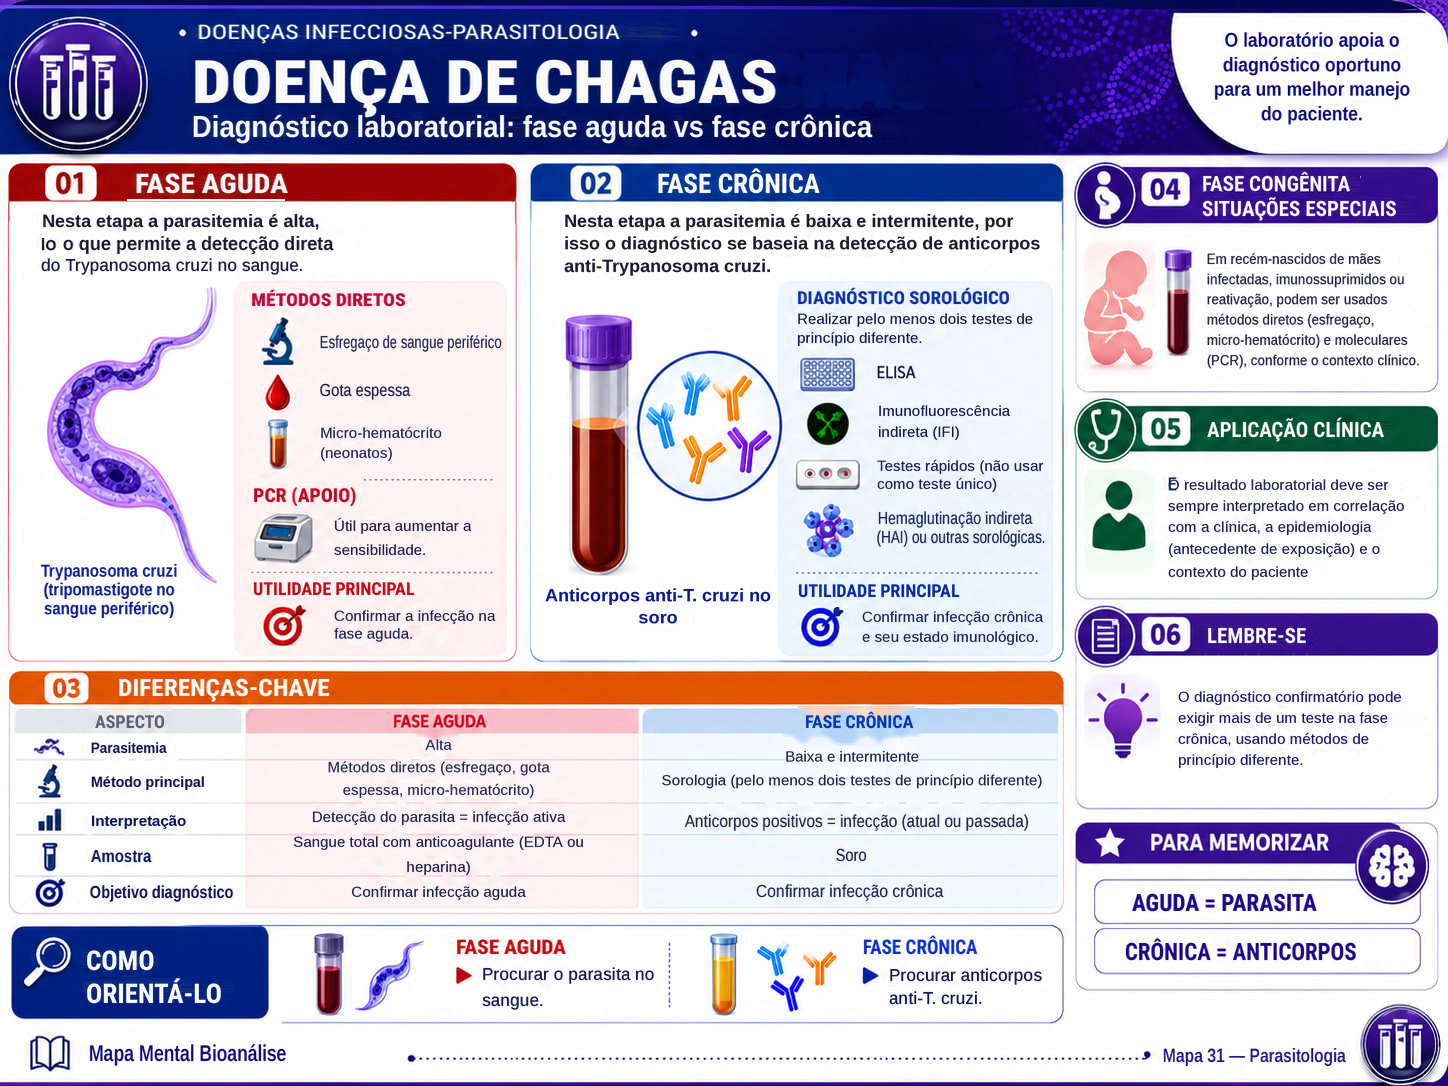 DOENÇAS INFECCIOSAS-PARASITOLOGIA
DOENÇA DE CHAGAS
Diagnóstico laboratorial: fase aguda vs fase crônica
O laboratório apoia o
diagnóstico oportuno
para um melhor manejo
do paciente.
01 FASE AGUDA
Nesta etapa a parasitemia é alta,
lo o que permite a detecção direta
do Trypanosoma cruzi no sangue.
Trypanosoma cruzi
(tripomastigote no
sangue periférico)
MÉTODOS DIRETOS
Esfregaço de sangue periférico
Gota espessa
Micro-hematócrito
(neonatos)
PCR (APOIO)
Útil para aumentar a
sensibilidade.
UTILIDADE PRINCIPAL
Confirmar a infecção na
fase aguda.
02 FASE CRÔNICA
Nesta etapa a parasitemia é baixa e intermitente, por
isso o diagnóstico se baseia na detecção de anticorpos
anti-Trypanosoma cruzi.
Anticorpos anti-T. cruzi no
soro
DIAGNÓSTICO SOROLÓGICO
Realizar pelo menos dois testes de
princípio diferente.
ELISA
Imunofluorescência
indireta (IFI)
Testes rápidos (não usar
como teste único)
Hemaglutinação indireta
(HAI) ou outras sorológicas.
UTILIDADE PRINCIPAL
Confirmar infecção crônica
e seu estado imunológico.
04 FASE CONGÊNITA
SITUAÇÕES ESPECIAIS
Em recém-nascidos de mães
infectadas, imunossuprimidos ou
reativação, podem ser usados
métodos diretos (esfregaço,
micro-hematócrito) e moleculares
(PCR), conforme o contexto clínico.
05 APLICAÇÃO CLÍNICA
O resultado laboratorial deve ser
sempre interpretado em correlação
com a clínica, a epidemiologia
(antecedente de exposição) e o
contexto do paciente
06 LEMBRE-SE
O diagnóstico confirmatório pode
exigir mais de um teste na fase
crônica, usando métodos de
princípio diferente.
03 DIFERENÇAS-CHAVE
ASPECTO FASE AGUDA FASE CRÔNICA
Parasitemia Alta Baixa e intermitente
Método principal Métodos diretos (esfregaço, gota
espessa, micro-hematócrito) Sorologia (pelo menos dois testes de princípio diferente)
Interpretação Detecção do parasita = infecção ativa Anticorpos positivos = infecção (atual ou passada)
Amostra Sangue total com anticoagulante (EDTA ou
heparina) Soro
Objetivo diagnóstico Confirmar infecção aguda Confirmar infecção crônica
PARA MEMORIZAR
AGUDA = PARASITA
CRÔNICA = ANTICORPOS
COMO
ORIENTÁ-LO
FASE AGUDA
Procurar o parasita no
sangue.
FASE CRÔNICA
Procurar anticorpos
anti-T. cruzi.
Mapa Mental Bioanálise
Mapa 31 — Parasitologia